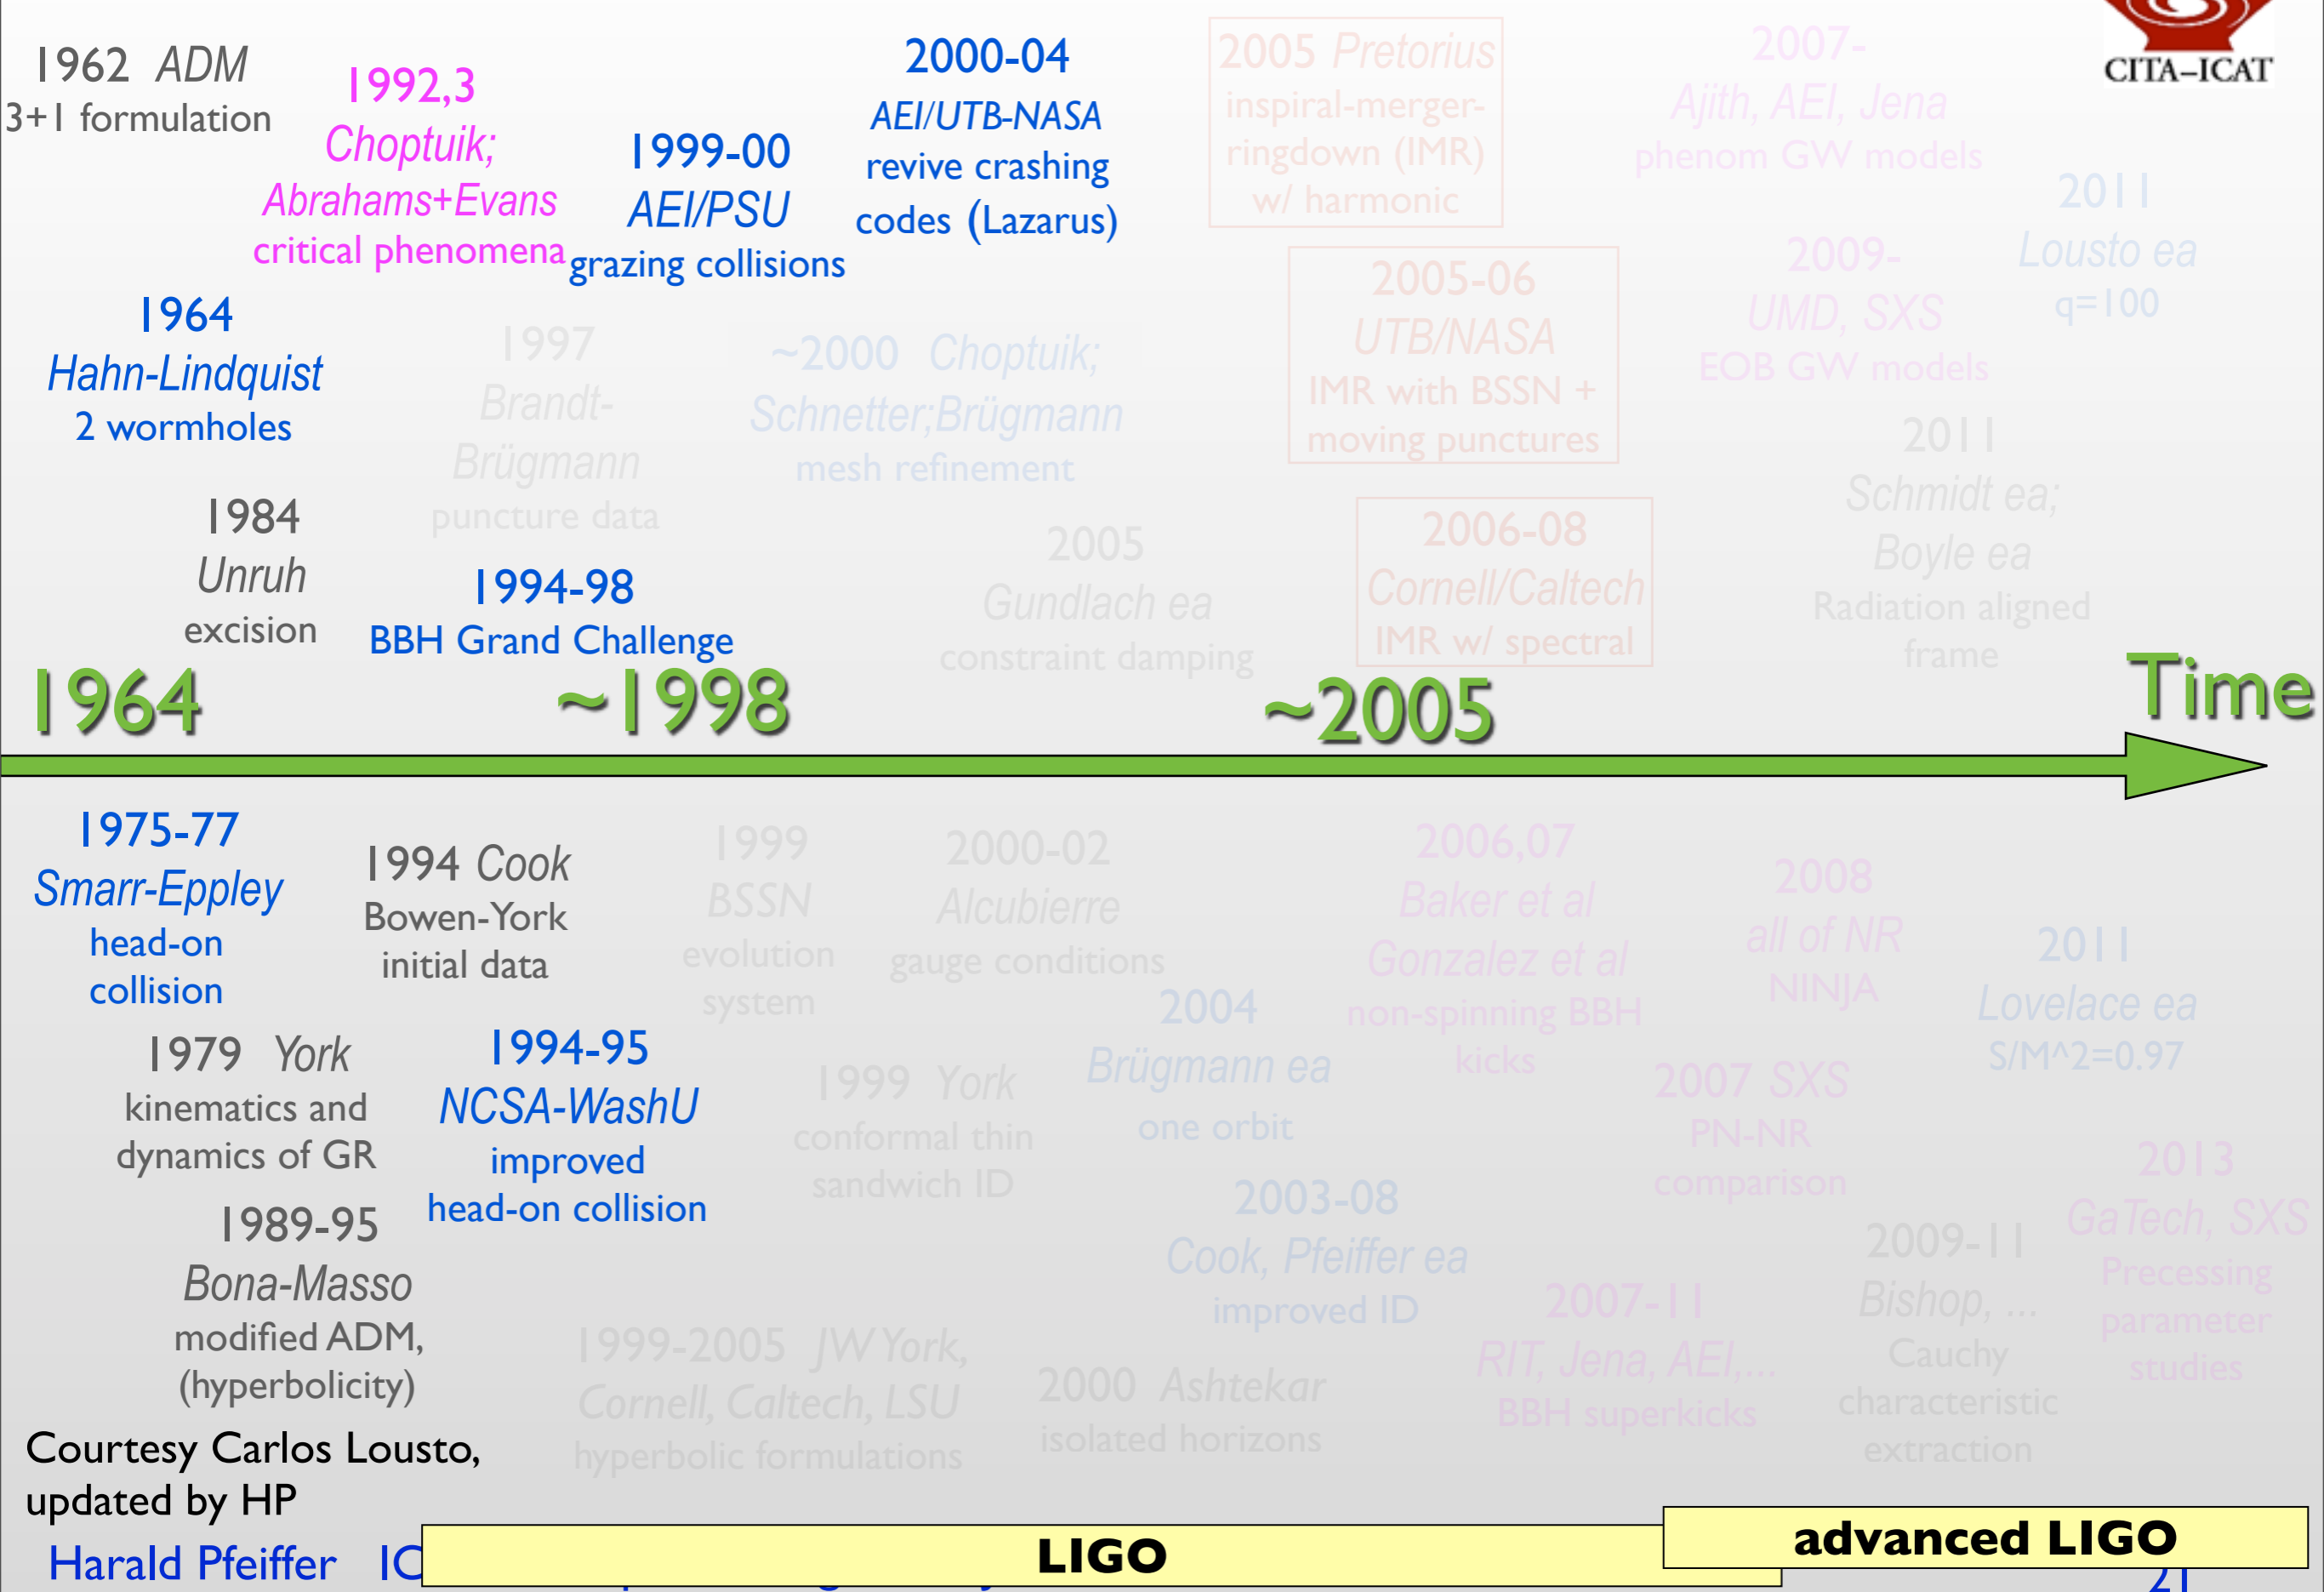 CITA–ICAT
1962 ADM
3+1 formulation
1992,3
Choptuik;
Abrahams+Evans
critical phenomena
1999-00
AEI/PSU
grazing collisions
2000-04
AEI/UTB-NASA
revive crashing
codes (Lazarus)
2005 Pretorius
inspiral-merger-
ringdown (IMR)
w/ harmonic
2007-
Ajith, AEI, Jena
phenom GW models
2011
Lousto ea
q=100
1964
Hahn-Lindquist
2 wormholes
1997
Brandt-
Brügmann
puncture data
~2000 Choptuik;
Schnetter;Brügmann
mesh refinement
2005-06
UTB/NASA
IMR with BSSN +
moving punctures
2009-
UMD, SXS
EOB GW models
1984
Unruh
excision
1994-98
BBH Grand Challenge
2005
Gundlach ea
constraint damping
2006-08
Cornell/Caltech
IMR w/ spectral
2011
Schmidt ea;
Boyle ea
Radiation aligned
frame
1964
~1998
~2005
Time
1975-77
Smarr-Eppley
head-on
collision
1994 Cook
Bowen-York
initial data
1999
BSSN
evolution
system
2000-02
Alcubierre
gauge conditions
2006,07
Baker et al
Gonzalez et al
non-spinning BBH
kicks
2008
all of NR
NINJA
2011
Lovelace ea
S/M^2=0.97
1979 York
kinematics and
dynamics of GR
1994-95
NCSA-WashU
improved
head-on collision
1999 York
conformal thin
sandwich ID
2004
Brügmann ea
one orbit
2007 SXS
PN-NR
comparison
2013
GaTech, SXS
Precessing
parameter
studies
1989-95
Bona-Masso
modified ADM,
(hyperbolicity)
2003-08
Cook, Pfeiffer ea
improved ID
2009-11
Bishop, ...
Cauchy
characteristic
extraction
1999-2005 JW York,
Cornell, Caltech, LSU
hyperbolic formulations
2000 Ashtekar
isolated horizons
2007-11
RIT, Jena, AEI,...
BBH superkicks
Courtesy Carlos Lousto,
updated by HP
Harald Pfeiffer
LIGO
advanced LIGO
21